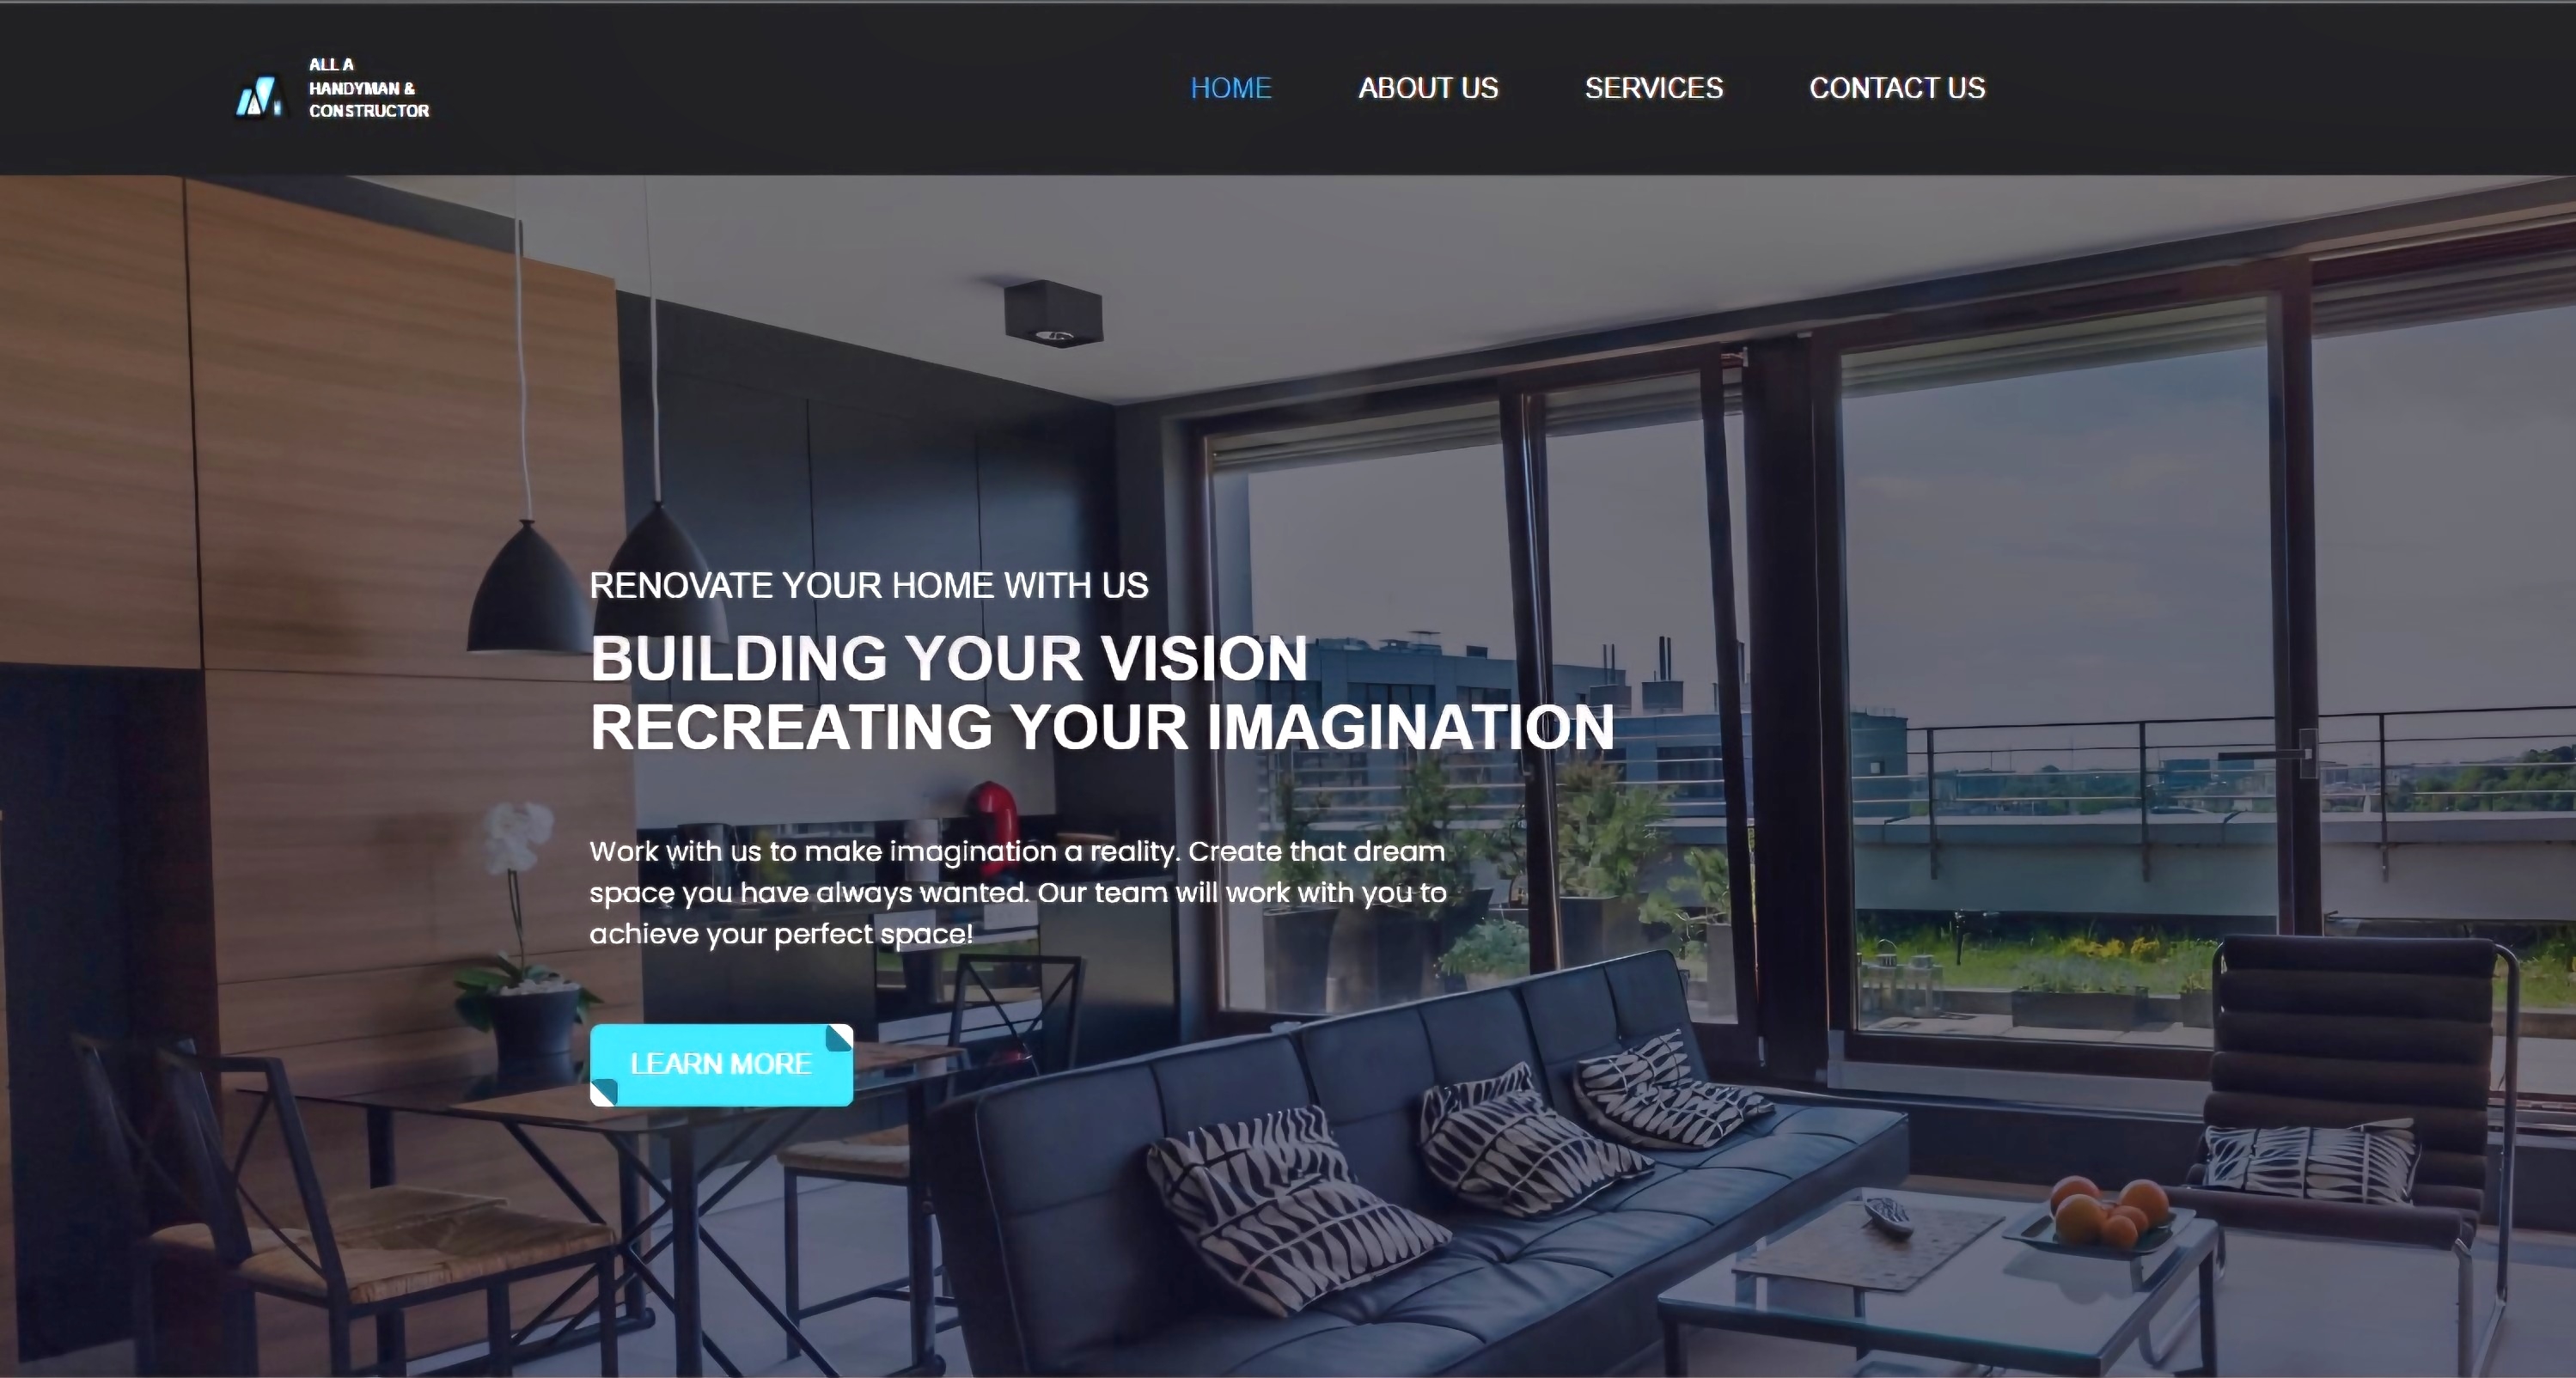 ALL A
HANDYMAN &
CONSTRUCTOR
HOME ABOUT US SERVICES CONTACT US
RENOVATE YOUR HOME WITH US
BUILDING YOUR VISION
RECREATING YOUR IMAGINATION
Work with us to make imagination a reality. Create that dream
space you have always wanted. Our team will work with you to
achieve your perfect space!
LEARN MORE